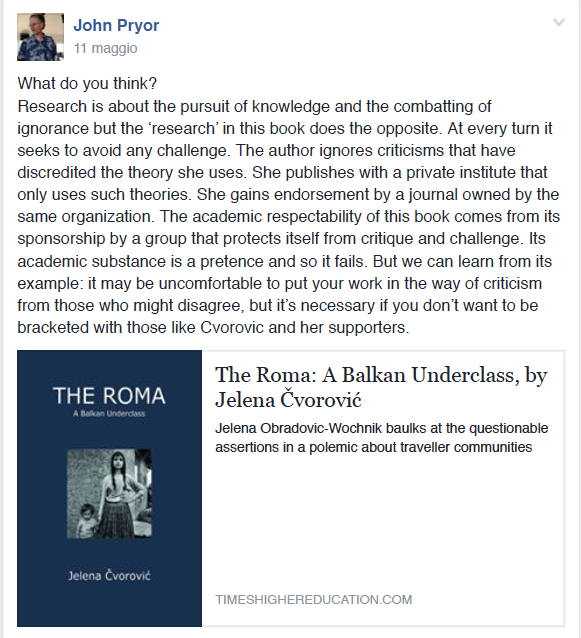 John Pryor
11 maggio
What do you think?
Research is about the pursuit of knowledge and the combatting of
ignorance but the ‘research’ in this book does the opposite. At every turn it
seeks to avoid any challenge. The author ignores criticisms that have
discredited the theory she uses. She publishes with a private institute that
only uses such theories. She gains endorsement by a journal owned by the
same organization. The academic respectability of this book comes from its
sponsorship by a group that protects itself from critique and challenge. Its
academic substance is a pretence and so it fails. But we can learn from its
example: it may be uncomfortable to put your work in the way of criticism
from those who might disagree, but it’s necessary if you don’t want to be
bracketed with those like Cvorovic and her supporters.
THE ROMA
A Balkan Underclass
Jelena Čvorović
The Roma: A Balkan Underclass, by
Jelena Čvorović
Jelena Obradovic-Wochnik baulks at the questionable
assertions in a polemic about traveller communities
TIMESHIGHEREDUCATION.COM